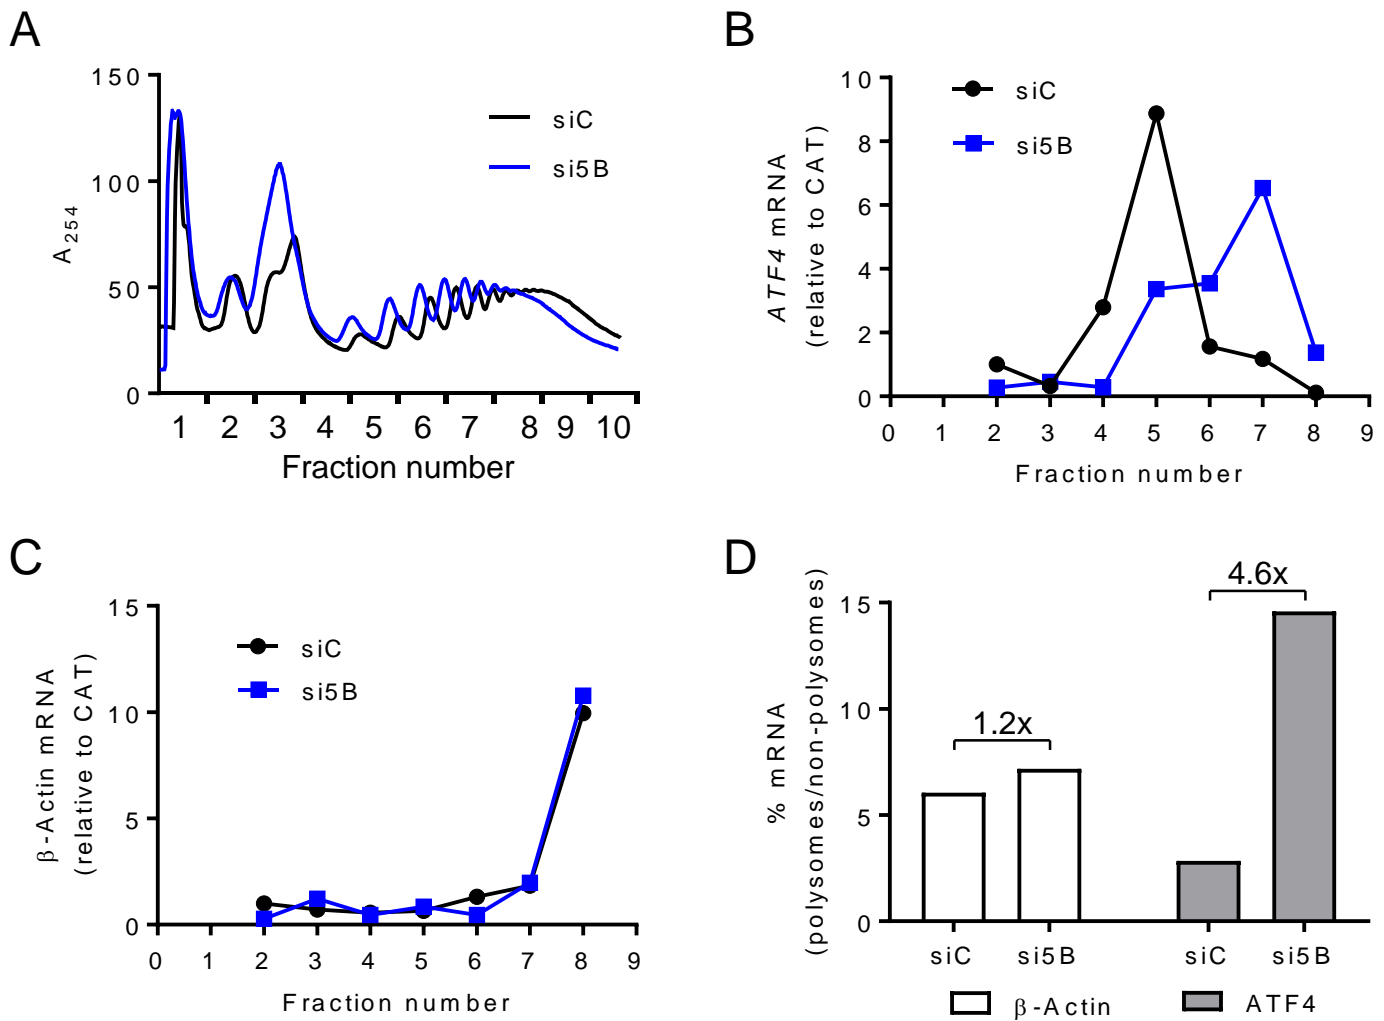 A
150
100
50
0
A254
siC
si5B
1 2 3 4 5 6 7 8 9 10
Fraction number
B
10
8
6
4
2
0
ATF4 mRNA
(relative to CAT)
siC
si5B
0 1 2 3 4 5 6 7 8 9
Fraction number
C
15
10
5
0
β-Actin mRNA
(relative to CAT)
siC
si5B
0 1 2 3 4 5 6 7 8 9
Fraction number
D
15
10
5
0
% mRNA
(polysomes/non-polysomes)
1.2x
4.6x
siC si5B siC si5B
β-Actin ATF4